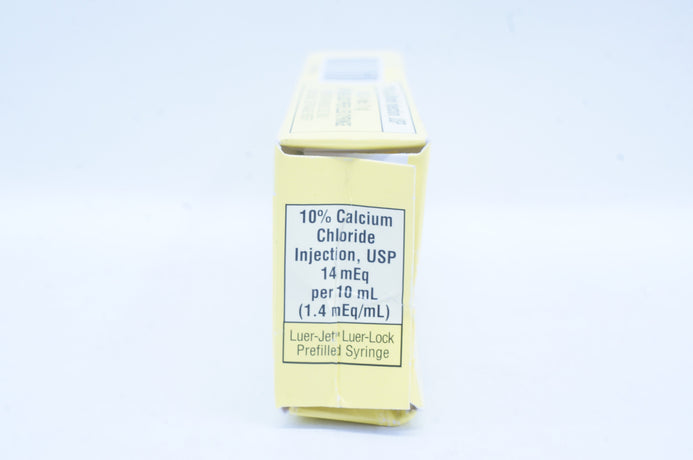 10% Calcium
Chloride
Injection, USP
14 mEq
per 10 mL
(1.4 mEq/mL)
Luer-Jet™ Luer-Lock
Prefilled Syringe